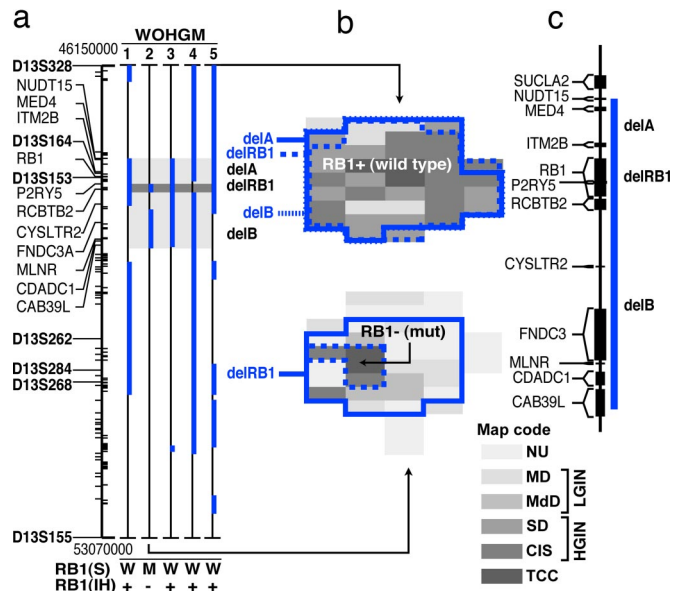 a
WOHGM
1 2 3 4 5
46150000
D13S328
NUDT15
MED4
ITM2B
D13S164
RB1
D13S153
P2RY5
RCBTB2
CYSLTR2
FNDC3A
MLNR
CDADC1
CAB39L
D13S262
D13S284
D13S268
D13S155
53070000
delA
delRB1
delB
RB1(S) W M W W W
RB1(IH) + - + + +
b
delA
delRB1
delB
RB1+ (wild type)
RB1- (mut)
delRB1
Map code
NU
MD
MdD
LGIN
SD
CIS
HGIN
TCC
c
SUCLA2
NUDT15
MED4
ITM2B
RB1
P2RY5
RCBTB2
CYSLTR2
FNDC3
MLNR
CDADC1
CAB39L
delA
delRB1
delB